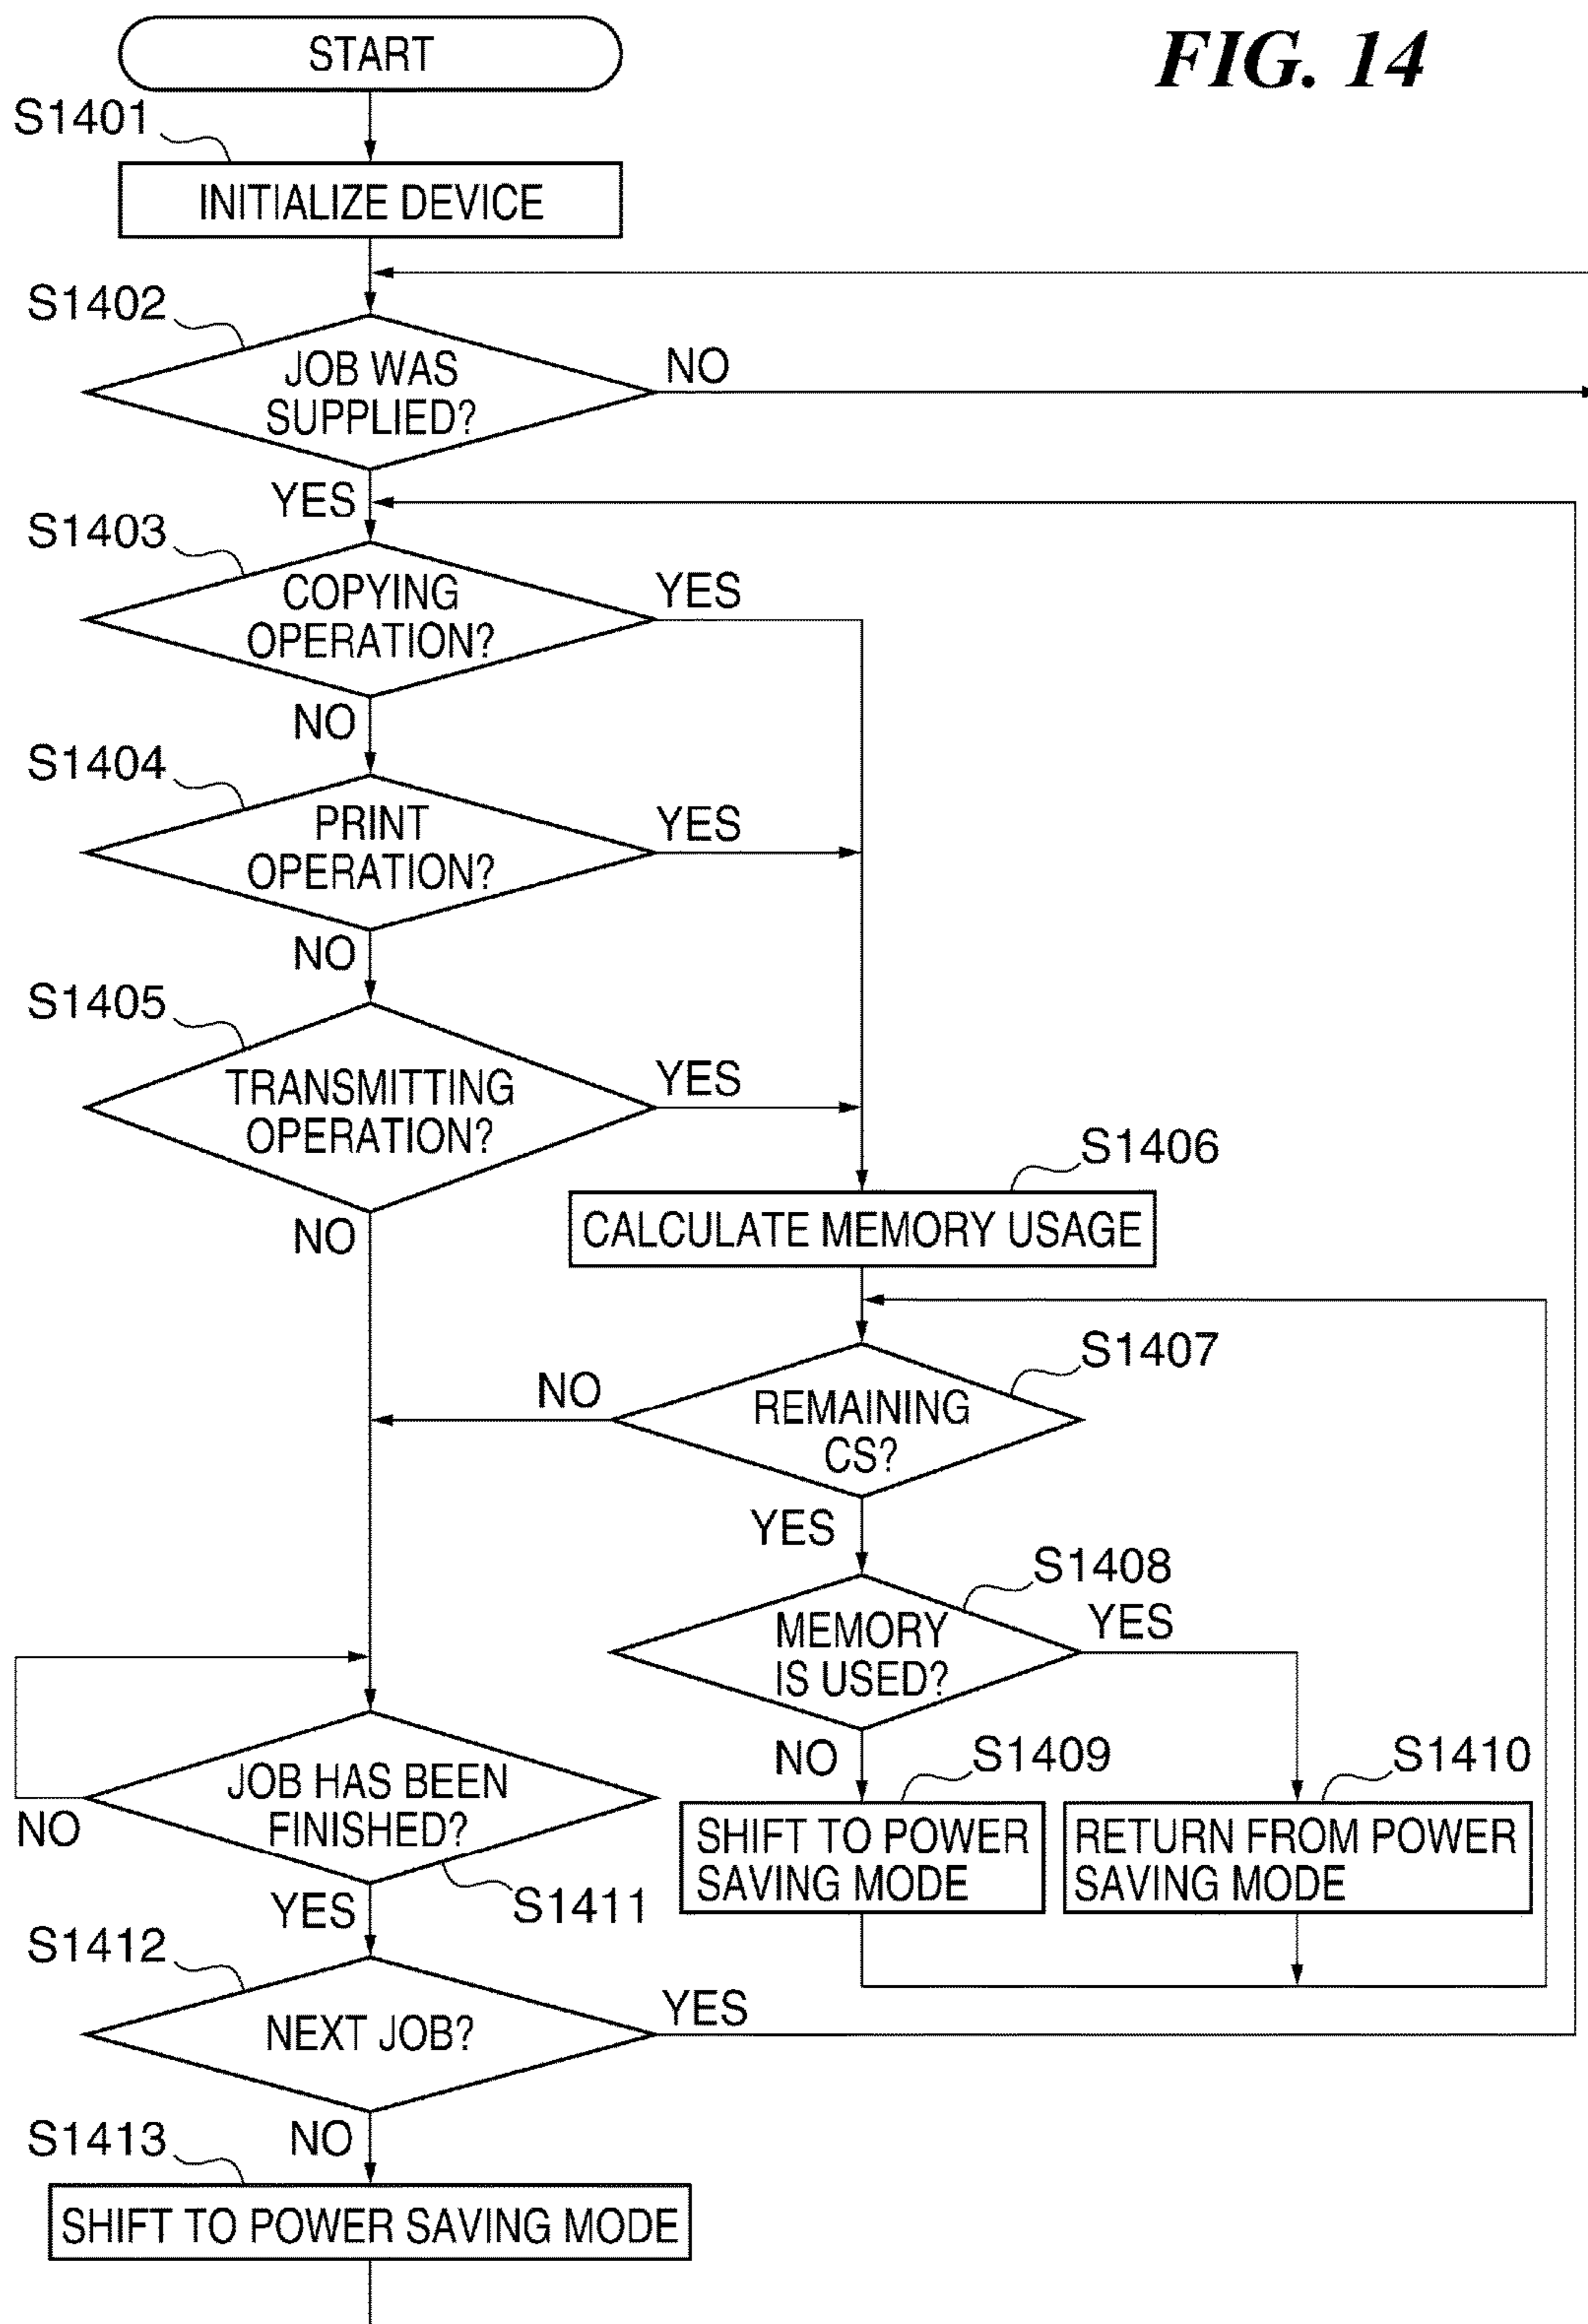 FIG. 14
START
S1401
INITIALIZE DEVICE
S1402
JOB WAS
SUPPLIED?
NO
YES
S1403
COPYING
OPERATION?
YES
NO
S1404
PRINT
OPERATION?
YES
NO
S1405
TRANSMITTING
OPERATION?
YES
NO
S1406
CALCULATE MEMORY USAGE
S1407
REMAINING
CS?
NO
YES
S1408
MEMORY
IS USED?
YES
NO
S1409
SHIFT TO POWER
SAVING MODE
S1410
RETURN FROM POWER
SAVING MODE
JOB HAS BEEN
FINISHED?
NO
S1411
YES
S1412
NEXT JOB?
YES
NO
S1413
SHIFT TO POWER SAVING MODE